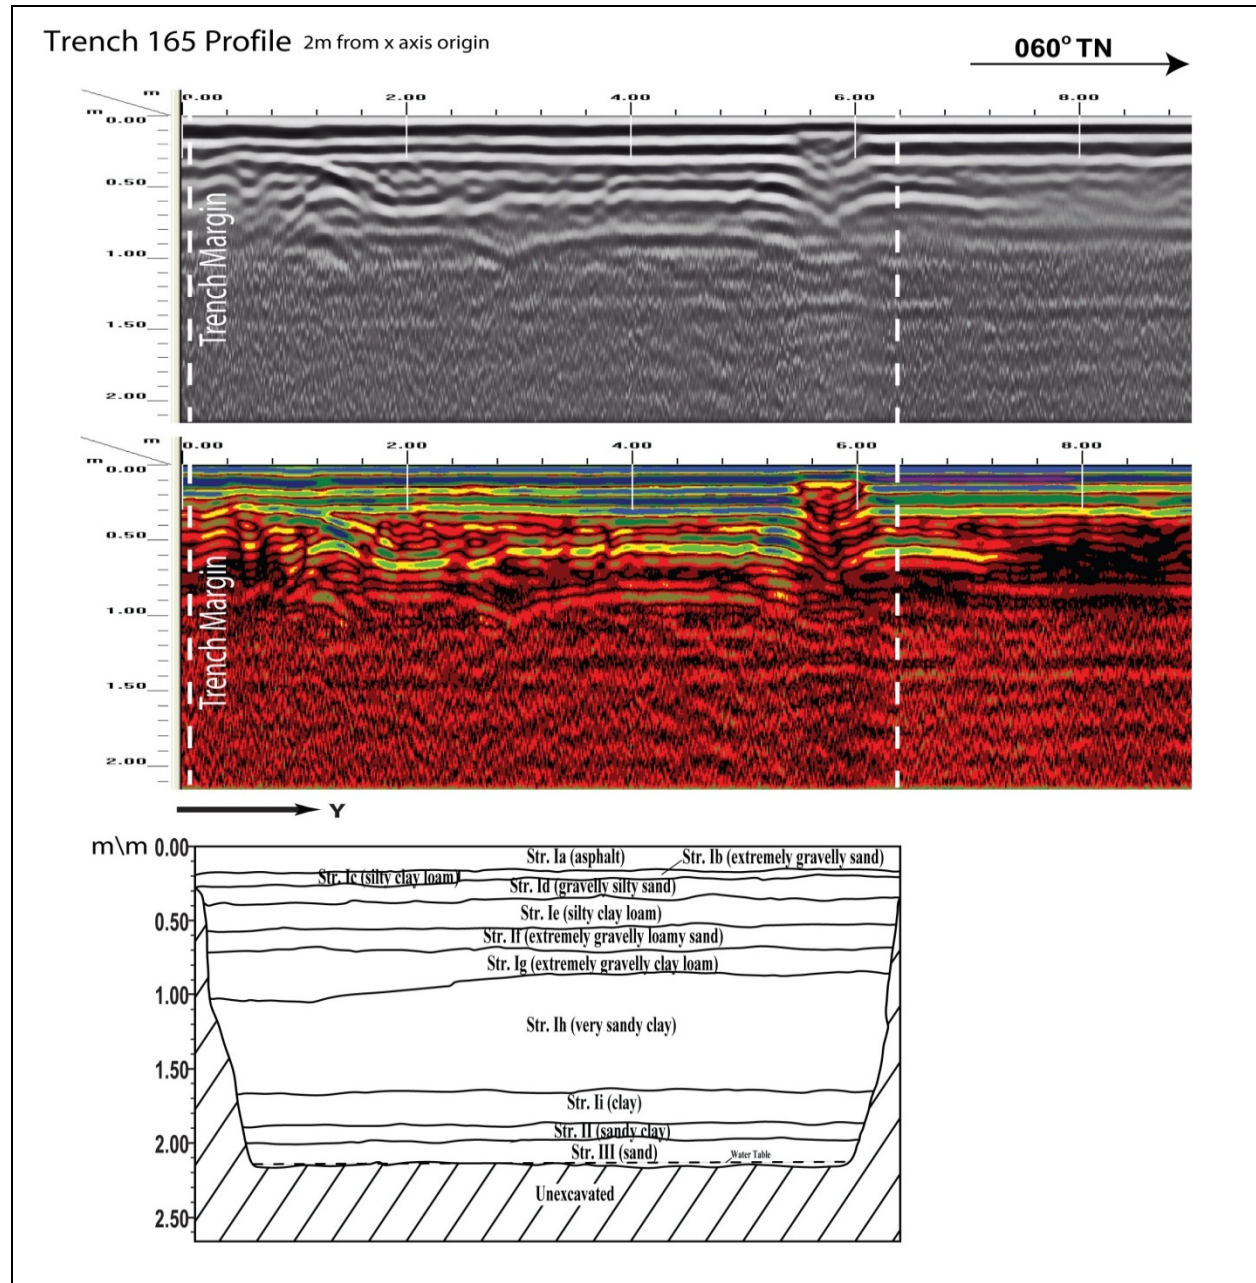 Trench 165 Profile 2m from x axis origin
060° TN
m 0.00 2.00 4.00 6.00 8.00
m
0.00
0.50
1.00
1.50
2.00
Trench Margin
m 0.00 2.00 4.00 6.00 8.00
m
0.00
0.50
1.00
1.50
2.00
Trench Margin
Y
m\m
0.00
0.50
1.00
1.50
2.00
2.50
Str. Ia (asphalt)
Str. Ib (extremely gravelly sand)
Str. Ic (silty clay loam)
Str. Id (gravelly silty sand)
Str. Ie (silty clay loam)
Str. If (extremely gravelly loamy sand)
Str. Ig (extremely gravelly clay loam)
Str. Ih (very sandy clay)
Str. Ii (clay)
Str. II (sandy clay)
Str. III (sand)
Water Table
Unexcavated